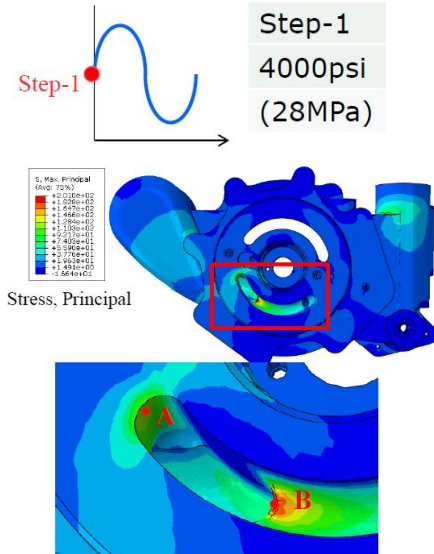 Step-1
Step-1
4000psi
(28MPa)
S, Max. Principal
(Avg: 75%)
+2.010e+02
+1.828e+02
+1.647e+02
+1.466e+02
+1.284e+02
+1.103e+02
+9.217e+01
+7.403e+01
+5.590e+01
+3.776e+01
+1.963e+01
+1.491e+00
-1.664e+01
Stress, Principal
A
B